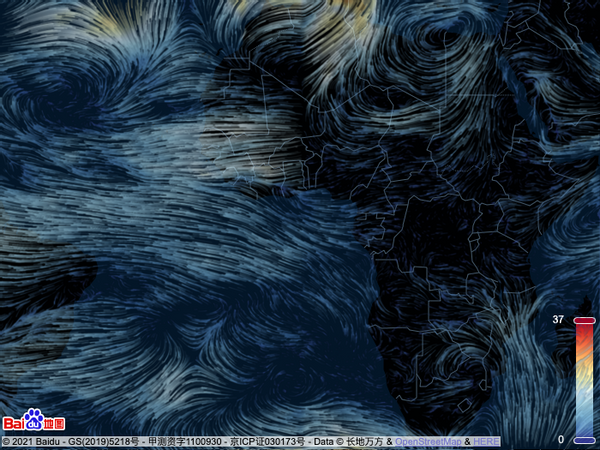 37
0
Bai du 地图
© 2021 Baidu - GS(2019)5218号 - 甲测资字1100930 - 京ICP证030173号 - Data © 长地万方 & OpenStreetMap & HERE